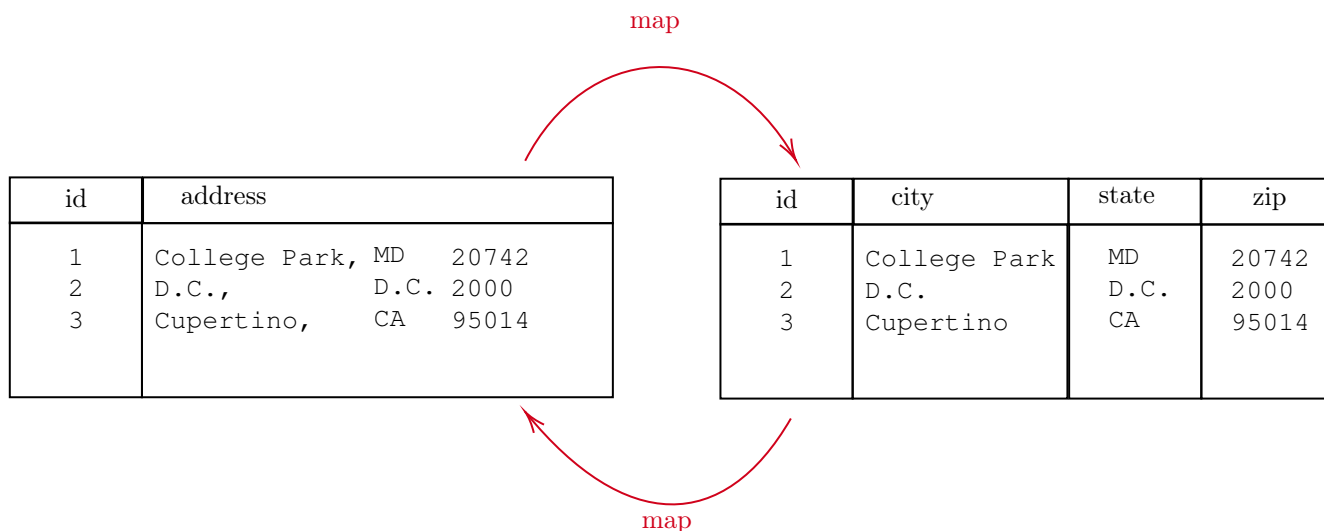 map
id address
1 College Park, MD 20742
2 D.C., D.C. 2000
3 Cupertino, CA 95014
id city state zip
1 College Park MD 20742
2 D.C. D.C. 2000
3 Cupertino CA 95014
map